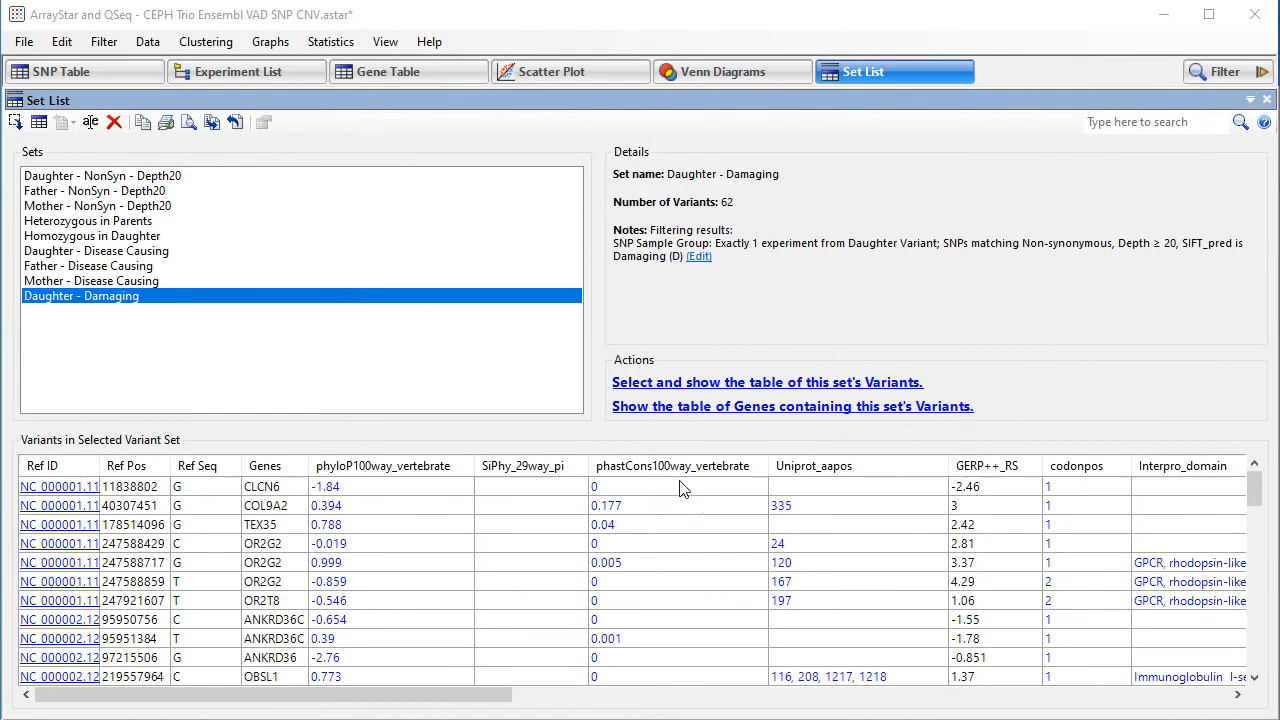 ArrayStar and QSeq - CEPH Trio Ensembl VAD SNP CNV.astar*
File Edit Filter Data Clustering Graphs Statistics View Help
SNP Table Experiment List Gene Table Scatter Plot Venn Diagrams Set List Filter
Set List
a|e Type here to search
Sets
Daughter - NonSyn - Depth20
Father - NonSyn - Depth20
Mother - NonSyn - Depth20
Heterozygous in Parents
Homozygous in Daughter
Daughter - Disease Causing
Father - Disease Causing
Mother - Disease Causing
Daughter - Damaging
Details
Set name: Daughter - Damaging
Number of Variants: 62
Notes: Filtering results:
SNP Sample Group: Exactly 1 experiment from Daughter Variant; SNPs matching Non-synonymous, Depth ≥ 20, SIFT_pred is
Damaging (D) (Edit)
Actions
Select and show the table of this set's Variants.
Show the table of Genes containing this set's Variants.
Variants in Selected Variant Set
Ref ID Ref Pos Ref Seq Genes phyloP100way_vertebrate SiPhy_29way_pi phastCons100way_vertebrate Uniprot_aapos GERP++_RS codonpos Interpro_domain
NC_000001.11 11838802 G CLCN6 -1.84 0 -2.46 1
NC_000001.11 40307451 G COL9A2 0.394 0.177 335 3 1
NC_000001.11 178514096 G TEX35 0.788 0.04 2.42 1
NC_000001.11 247588429 C OR2G2 -0.019 0 24 2.81 1
NC_000001.11 247588717 G OR2G2 0.999 0.005 120 3.37 1 GPCR, rhodopsin-like
NC_000001.11 247588859 T OR2G2 -0.859 0 167 4.29 2 GPCR, rhodopsin-like
NC_000001.11 247921607 T OR2T8 -0.546 0 197 1.06 2 GPCR, rhodopsin-like
NC_000002.12 95950756 C ANKRD36C -0.654 0 -1.55 1
NC_000002.12 95951384 T ANKRD36C 0.39 0.001 -1.78 1
NC_000002.12 97215506 G ANKRD36 -2.76 0 -0.851 1
NC_000002.12 219557964 C OBSL1 0.773 0 116, 208, 1217, 1218 1.37 1 Immunoglobulin I-se